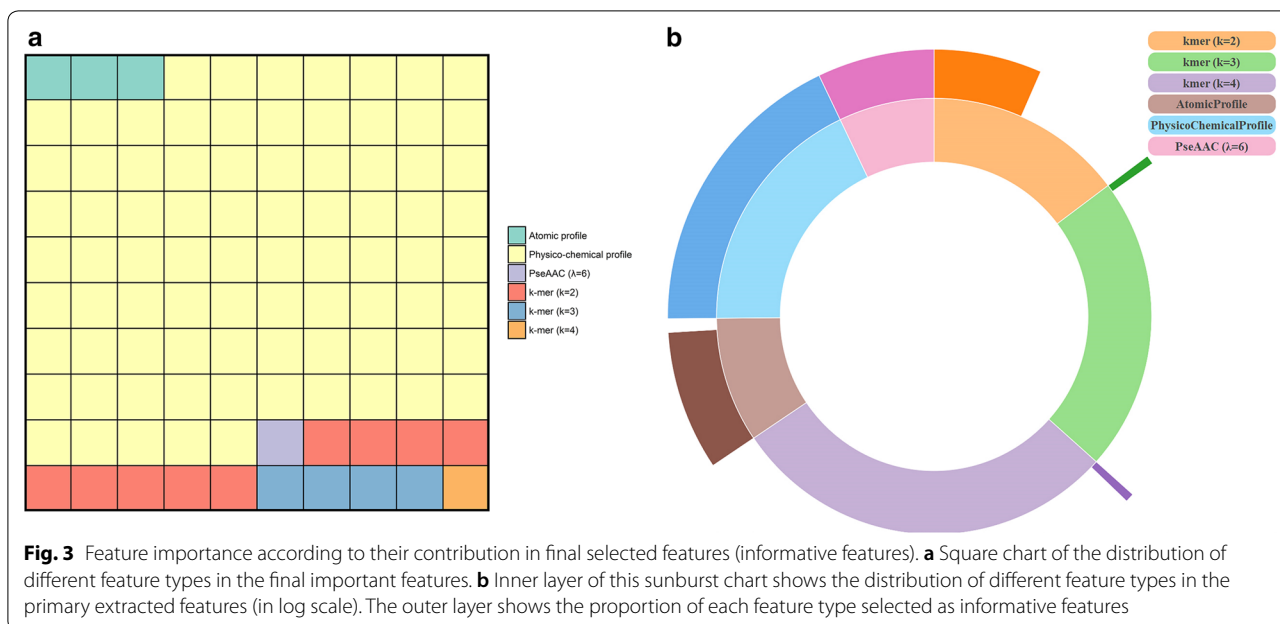 a
Atomic profile
Physico-chemical profile
PseAAC (λ=6)
k-mer (k=2)
k-mer (k=3)
k-mer (k=4)
b
kmer (k=2)
kmer (k=3)
kmer (k=4)
AtomicProfile
PhysicoChemicalProfile
PseAAC (λ=6)
Fig. 3 Feature importance according to their contribution in final selected features (informative features). a Square chart of the distribution of
different feature types in the final important features. b Inner layer of this sunburst chart shows the distribution of different feature types in the
primary extracted features (in log scale). The outer layer shows the proportion of each feature type selected as informative features